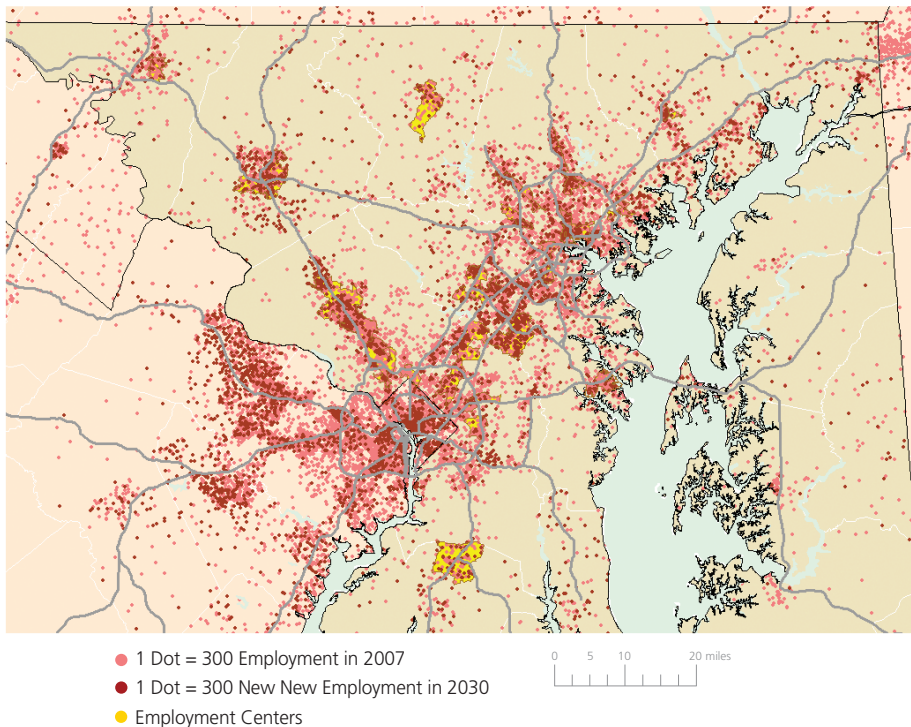 1 Dot = 300 Employment in 2007
1 Dot = 300 New New Employment in 2030
Employment Centers
0 5 10 20 miles